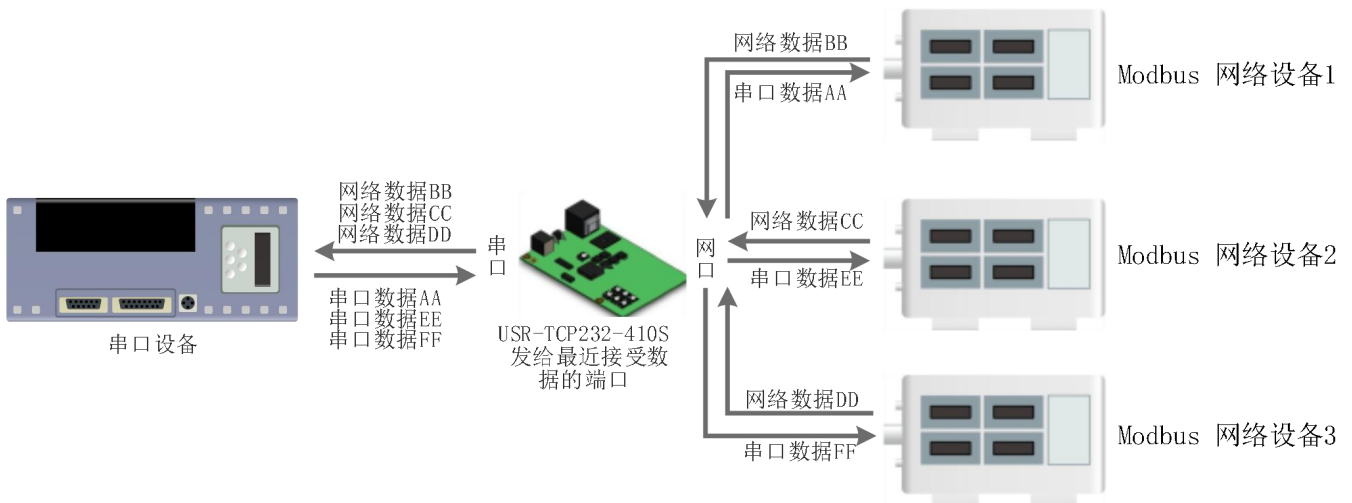 网络数据BB
网络数据CC
网络数据DD
串口数据AA
串口数据EE
串口数据FF
串口设备
串口
USR-TCP232-410S
发给最近接受数
据的端口
网口
网络数据BB
串口数据AA
Modbus 网络设备1
网络数据CC
串口数据EE
Modbus 网络设备2
网络数据DD
串口数据FF
Modbus 网络设备3